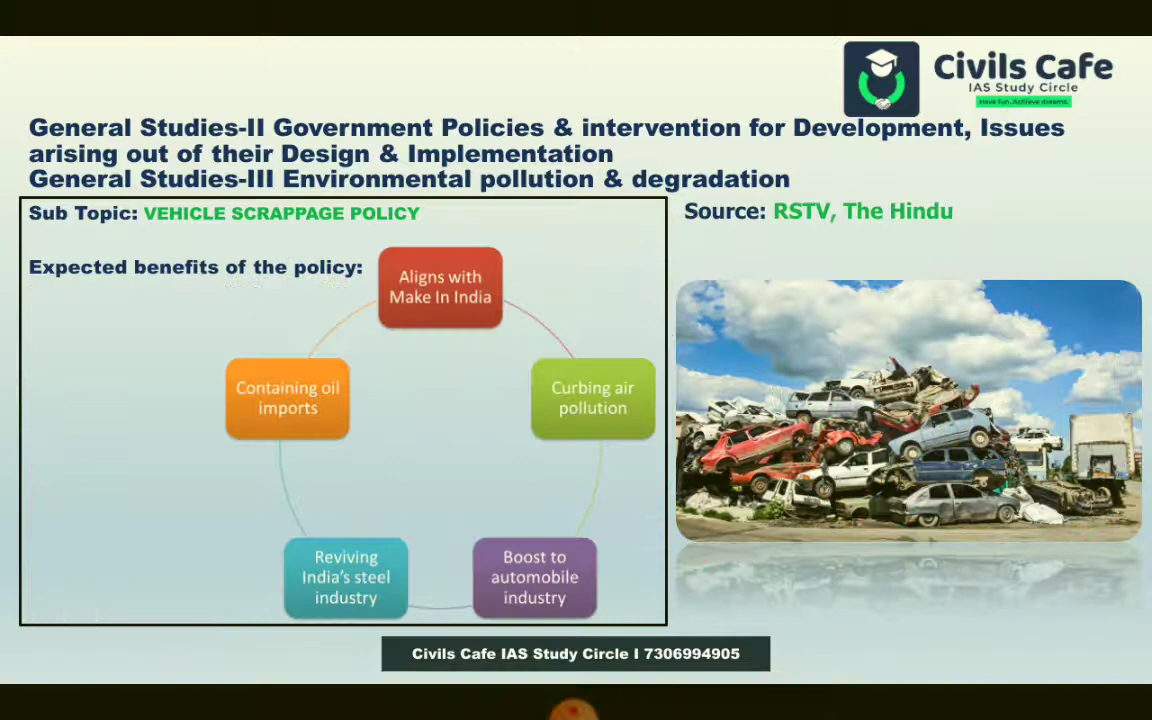 Civils Cafe
IAS Study Circle
Have fun. Achieve dreams.
General Studies-II Government Policies & intervention for Development, Issues
arising out of their Design & Implementation
General Studies-III Environmental pollution & degradation
Sub Topic: VEHICLE SCRAPPAGE POLICY
Source: RSTV, The Hindu
Expected benefits of the policy:
Aligns with
Make In India
Curbing air
pollution
Boost to
automobile
industry
Reviving
India's steel
industry
Containing oil
imports
Civils Cafe IAS Study Circle I 7306994905